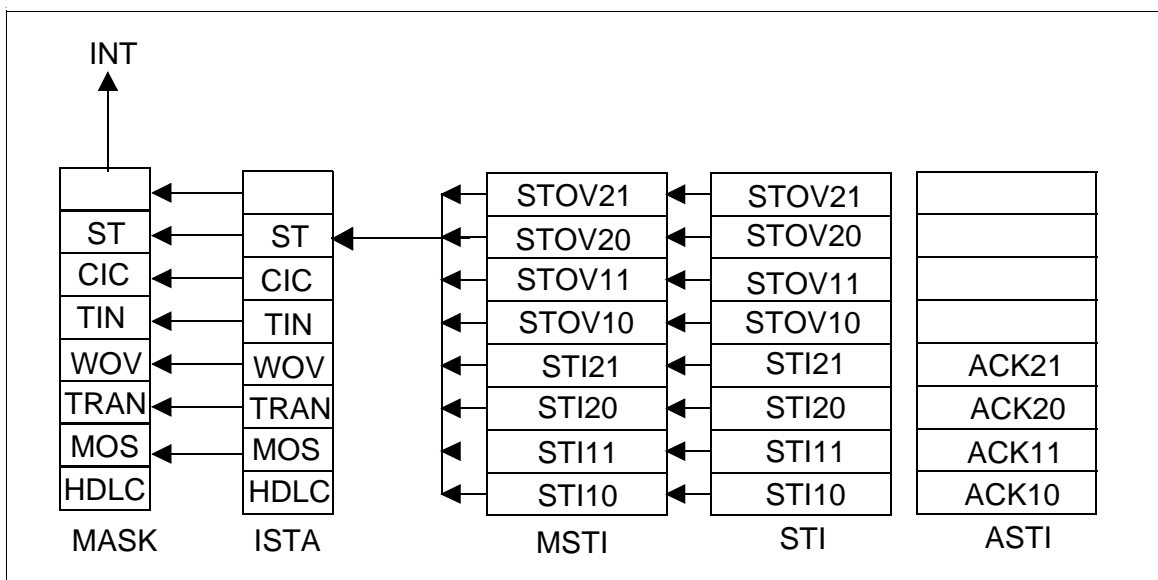 INT
STOV21 STOV21
ST ST STOV20 STOV20
CIC CIC STOV11 STOV11
TIN TIN STOV10 STOV10
WOV WOV STI21 STI21 ACK21
TRAN TRAN STI20 STI20 ACK20
MOS MOS STI11 STI11 ACK11
HDLC HDLC STI10 STI10 ACK10
MASK ISTA MSTI STI ASTI